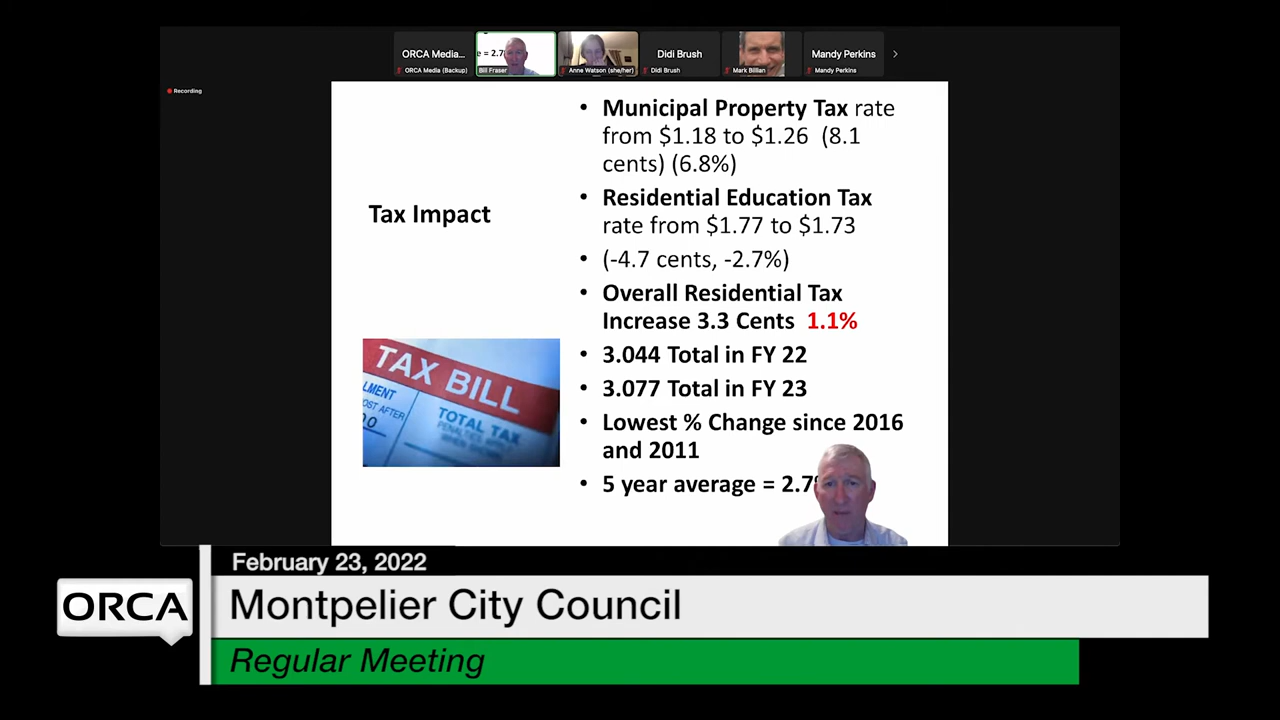 ORCA Media...
= 2.7
Didi Brush
Mandy Perkins
ORCA Media (Backup)
Bill Fraser
Anne Watson (she/her)
Didi Brush
Mark Billian
Mandy Perkins
Recording
• Municipal Property Tax rate
from $1.18 to $1.26 (8.1
cents) (6.8%)
• Residential Education Tax
rate from $1.77 to $1.73
• (-4.7 cents, -2.7%)
• Overall Residential Tax
Increase 3.3 Cents 1.1%
• 3.044 Total in FY 22
• 3.077 Total in FY 23
• Lowest % Change since 2016
and 2011
• 5 year average = 2.7%
Tax Impact
TAX BILL
LMENT
OST AFTER
TOTAL TAX
February 23, 2022
ORCA
Montpelier City Council
Regular Meeting